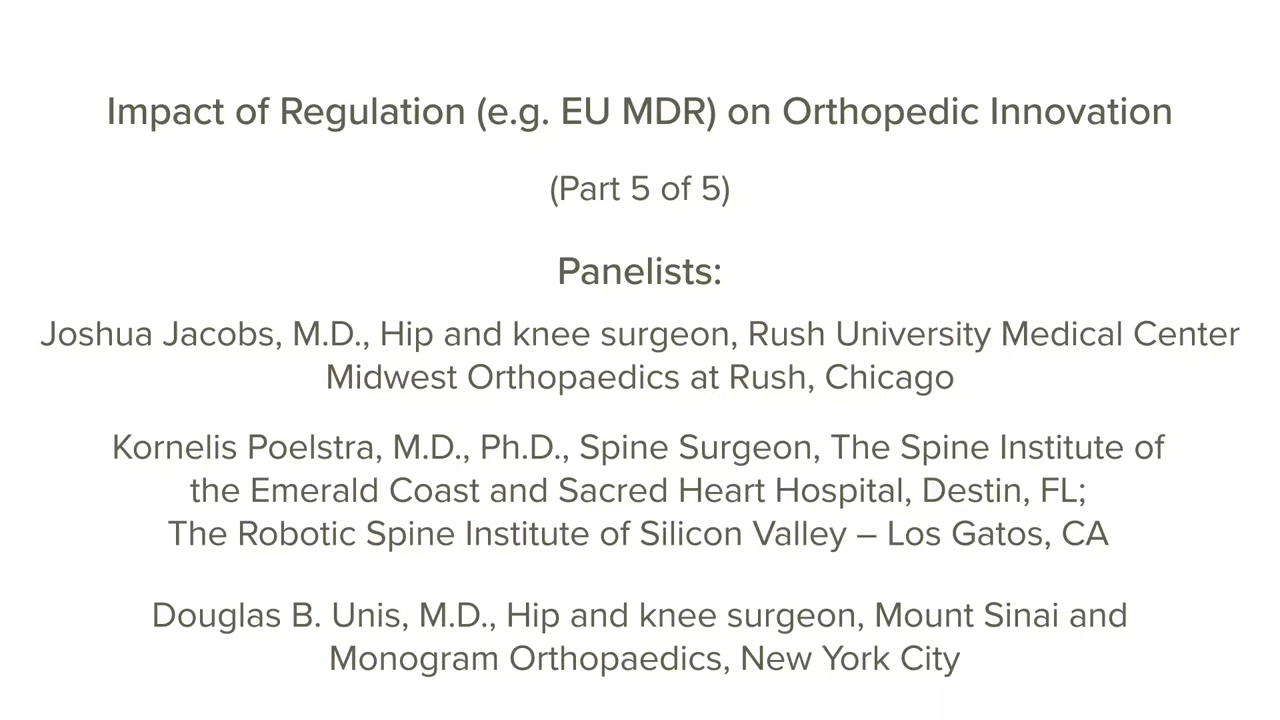 Impact of Regulation (e.g. EU MDR) on Orthopedic Innovation
(Part 5 of 5)
Panelists:
Joshua Jacobs, M.D., Hip and knee surgeon, Rush University Medical Center
Midwest Orthopaedics at Rush, Chicago
Kornelis Poelstra, M.D., Ph.D., Spine Surgeon, The Spine Institute of
the Emerald Coast and Sacred Heart Hospital, Destin, FL;
The Robotic Spine Institute of Silicon Valley – Los Gatos, CA
Douglas B. Unis, M.D., Hip and knee surgeon, Mount Sinai and
Monogram Orthopaedics, New York City